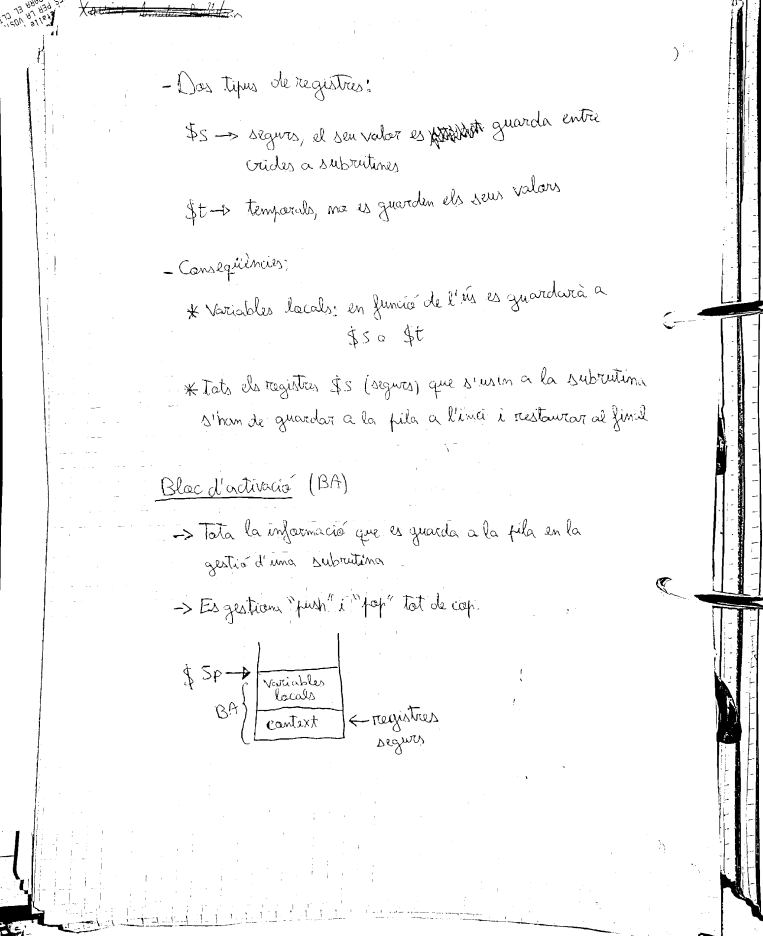 - Dos tipus de registres:
$s → segurs, el seu valor es guarda entre
crides a subrutines
$t → temporals, no es guarden els seus valors
- Conseqüències:
* Variables locals: en funció de l'ús es guardarà a
$s o $t
* Tots els registres $s (segurs) que s'usin a la subrutina
s'han de guardar a la pila a l'inici i restaurar al final
Bloc d'activació (BA)
→ Tota la informació que es guarda a la pila en la
gestió d'una subrutina.
→ Es gestiona "push" i "pop" tot de cop.
$sp →
variables
locals
BA
context
← registres
segurs